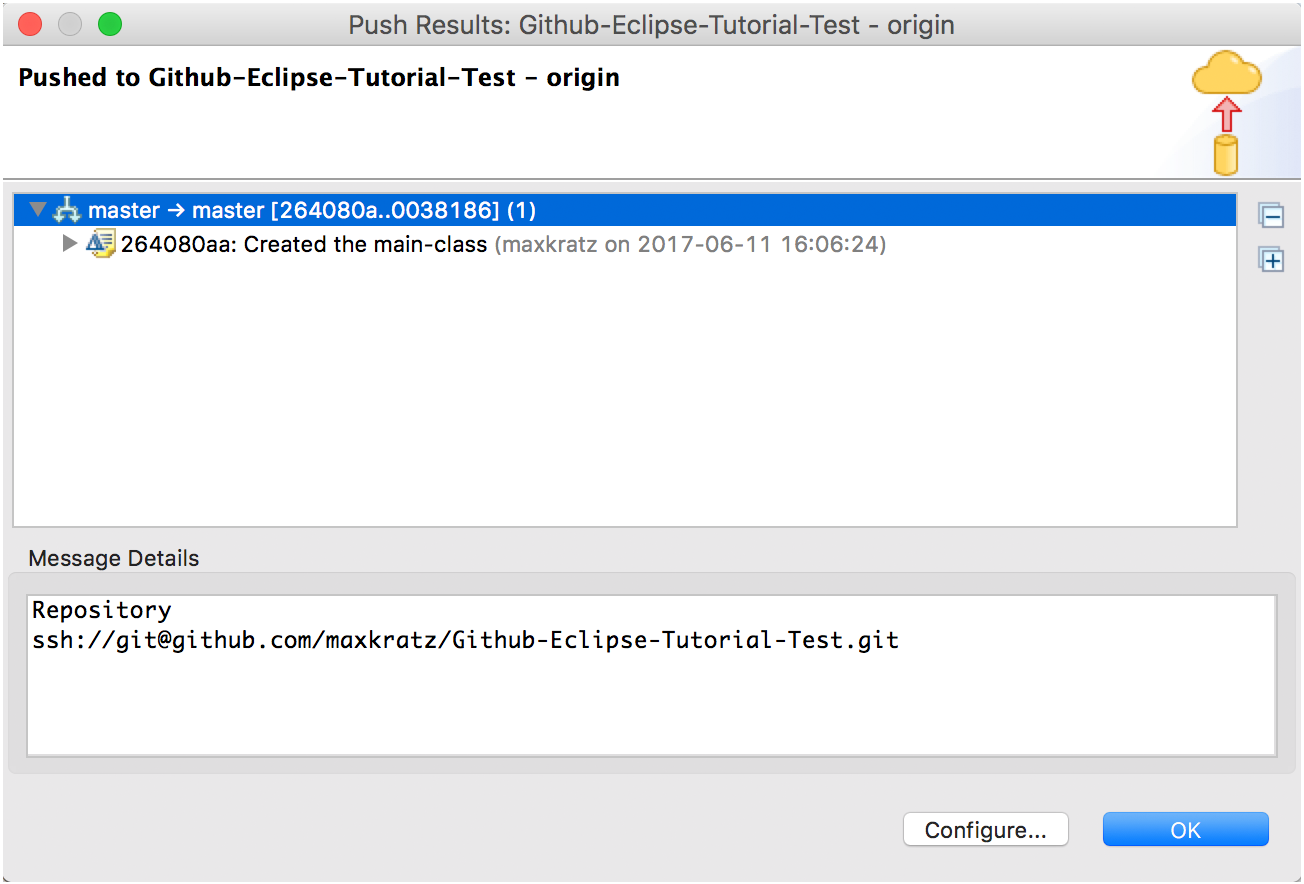 Push Results: Github-Eclipse-Tutorial-Test - origin
Pushed to Github-Eclipse-Tutorial-Test - origin
master → master [264080a..0038186] (1)
264080aa: Created the main-class (maxkratz on 2017-06-11 16:06:24)
Message Details
Repository
ssh://git@github.com/maxkratz/Github-Eclipse-Tutorial-Test.git
Configure...
OK